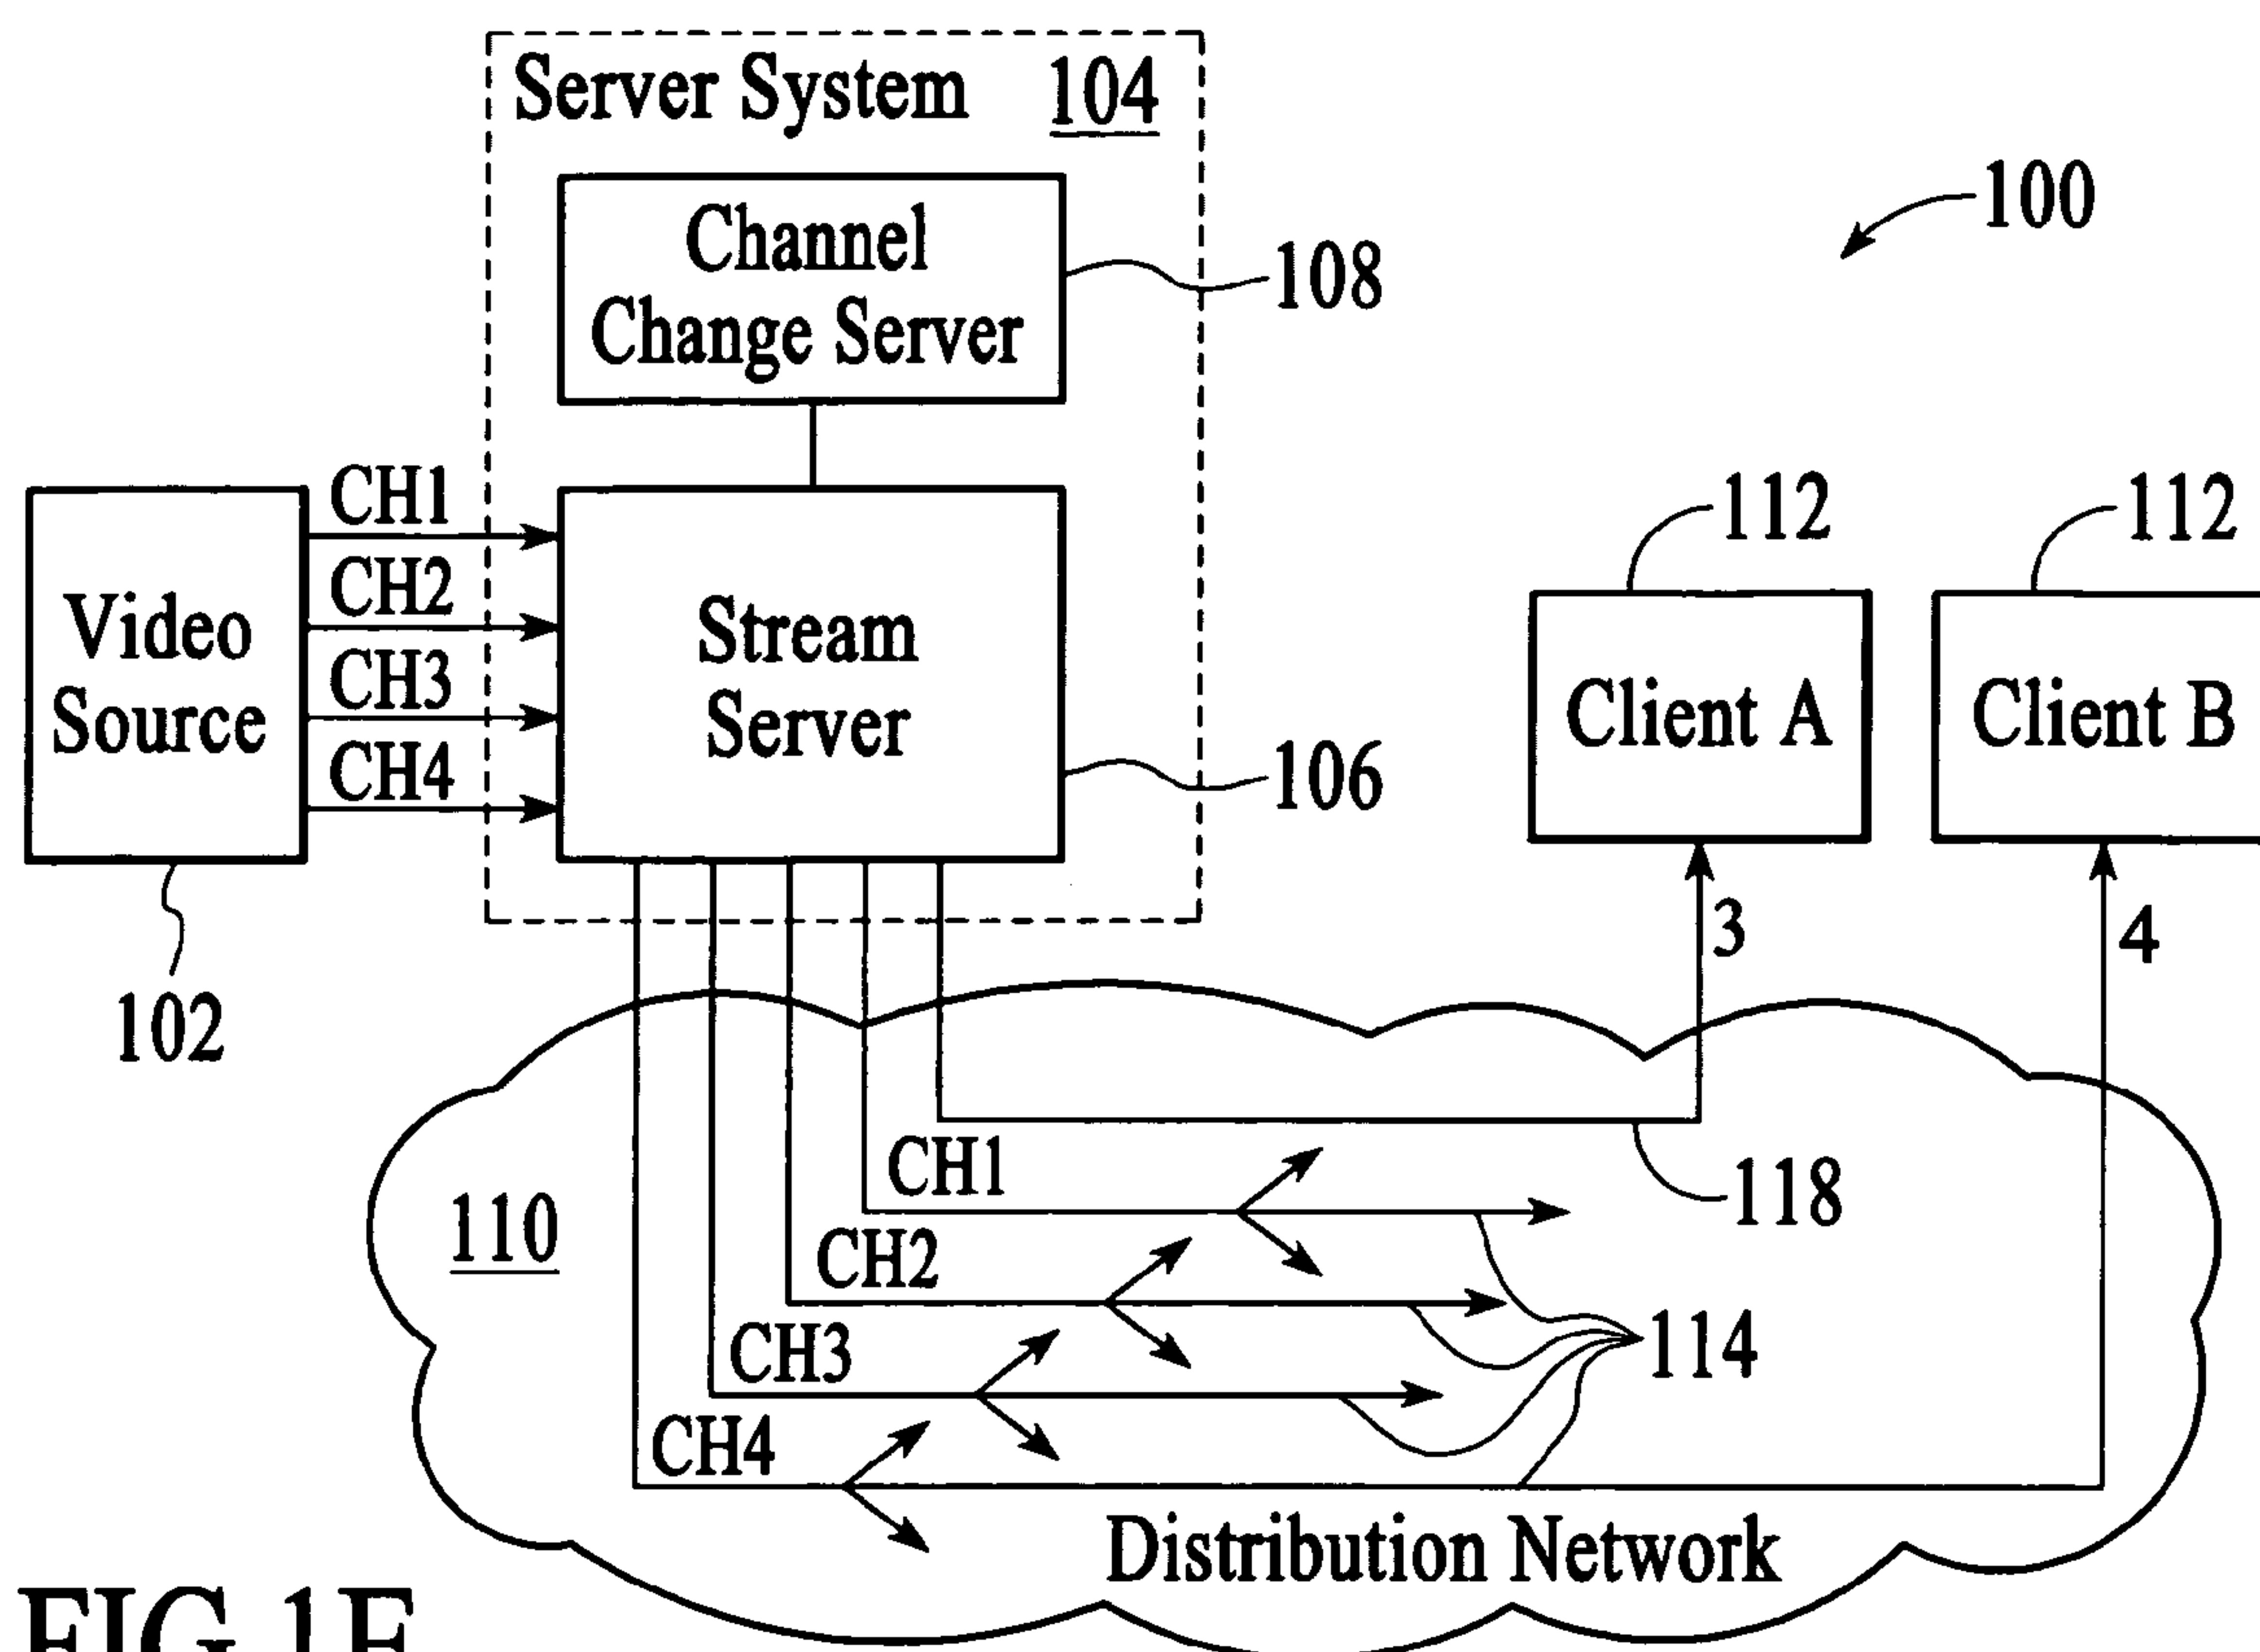 Server System 104
Channel
Change Server
100
108
CH1
CH2
CH3
CH4
Video
Source
Stream
Server
112
112
Client A
Client B
106
3
4
102
CH1
118
110
CH2
CH3
114
CH4
Distribution Network